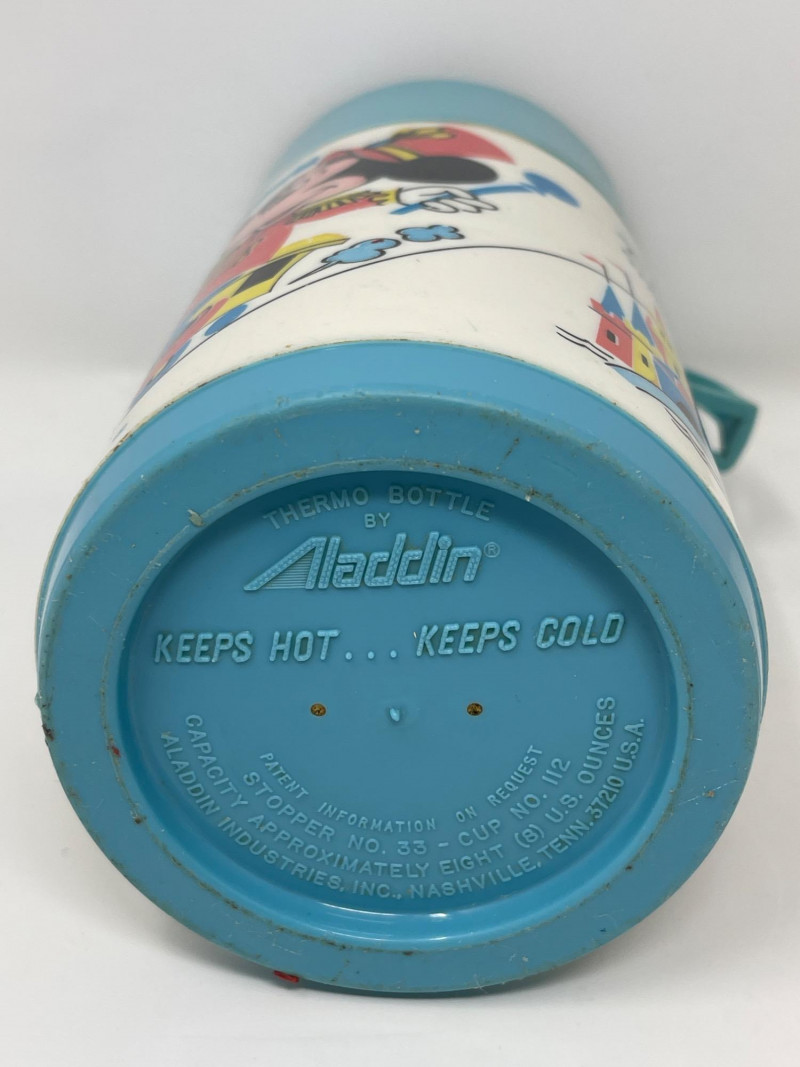 THERMO BOTTLE
BY
Aladdin®
KEEPS HOT... KEEPS COLD
PATENT INFORMATION ON REQUEST
STOPPER NO. 33 - CUP NO. 112
CAPACITY APPROXIMATELY EIGHT (8) U.S. OUNCES
ALADDIN INDUSTRIES, INC., NASHVILLE, TENN. 37210 U.S.A.